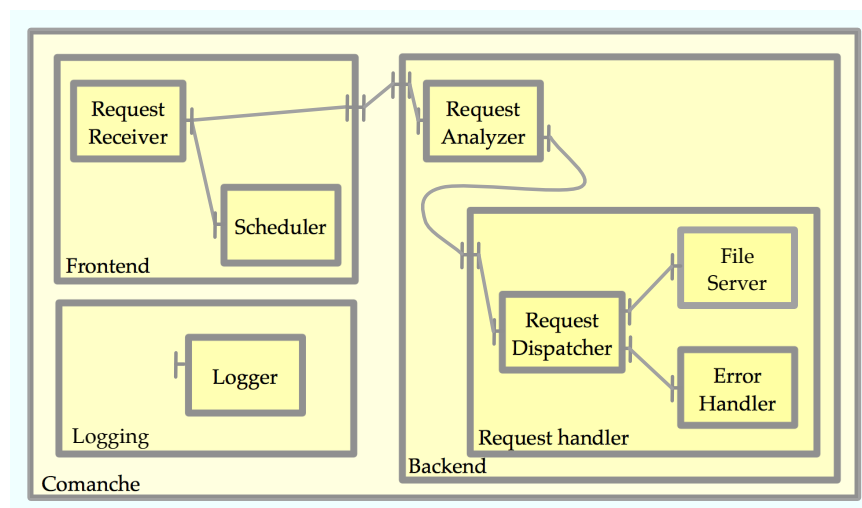 Request
Receiver
Scheduler
Frontend
Logger
Logging
Request
Analyzer
File
Server
Request
Dispatcher
Error
Handler
Request handler
Backend
Comanche